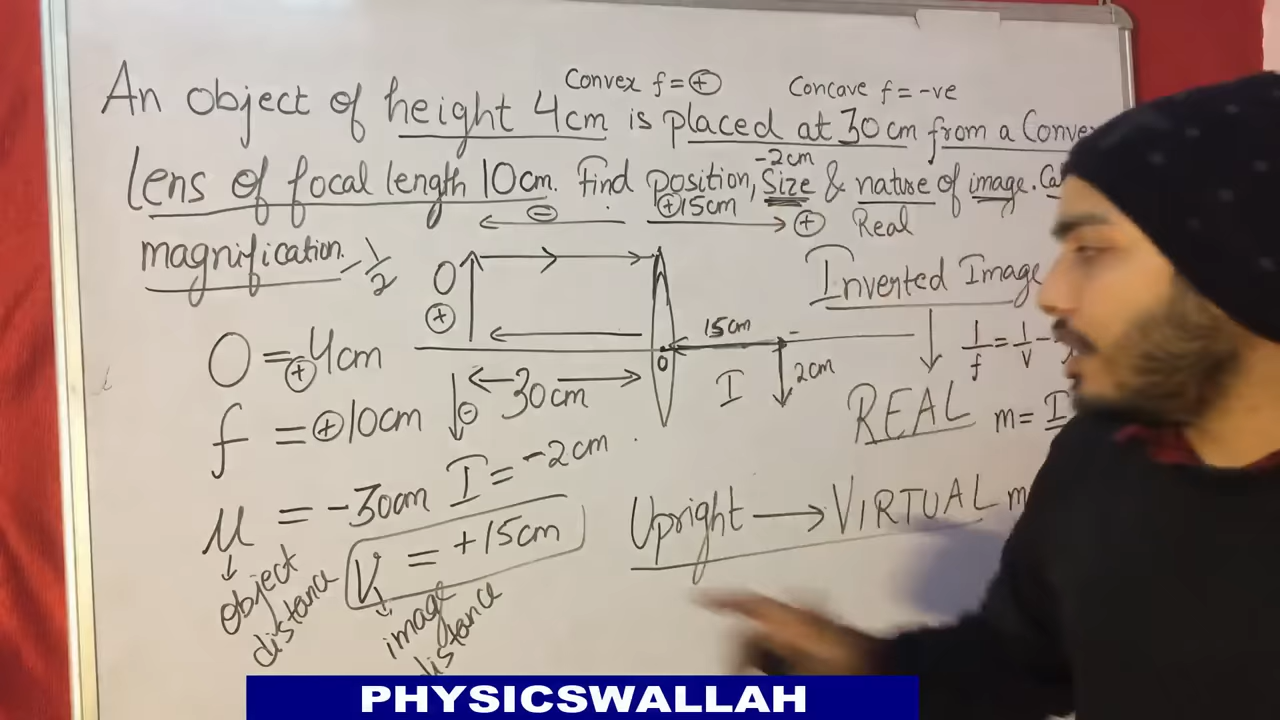 Convex f = ⊕ Concave f = -ve
An object of height 4cm is placed at 30cm from a Conve
-2cm
lens of focal length 10cm. find position, Size & nature of image. Ca
⊖ ⊕15cm ⊕ Real
magnification. 1/2
O
⊕
Inverted Image
O = ⊕4cm
15cm
1/f = 1/v -
O
30cm
I
2cm
f = ⊕10cm
⊖
REAL m = I
u = -30cm I = -2cm
Upright → VIRTUAL m
V = +15cm
object distance
image distance
PHYSICSWALLAH